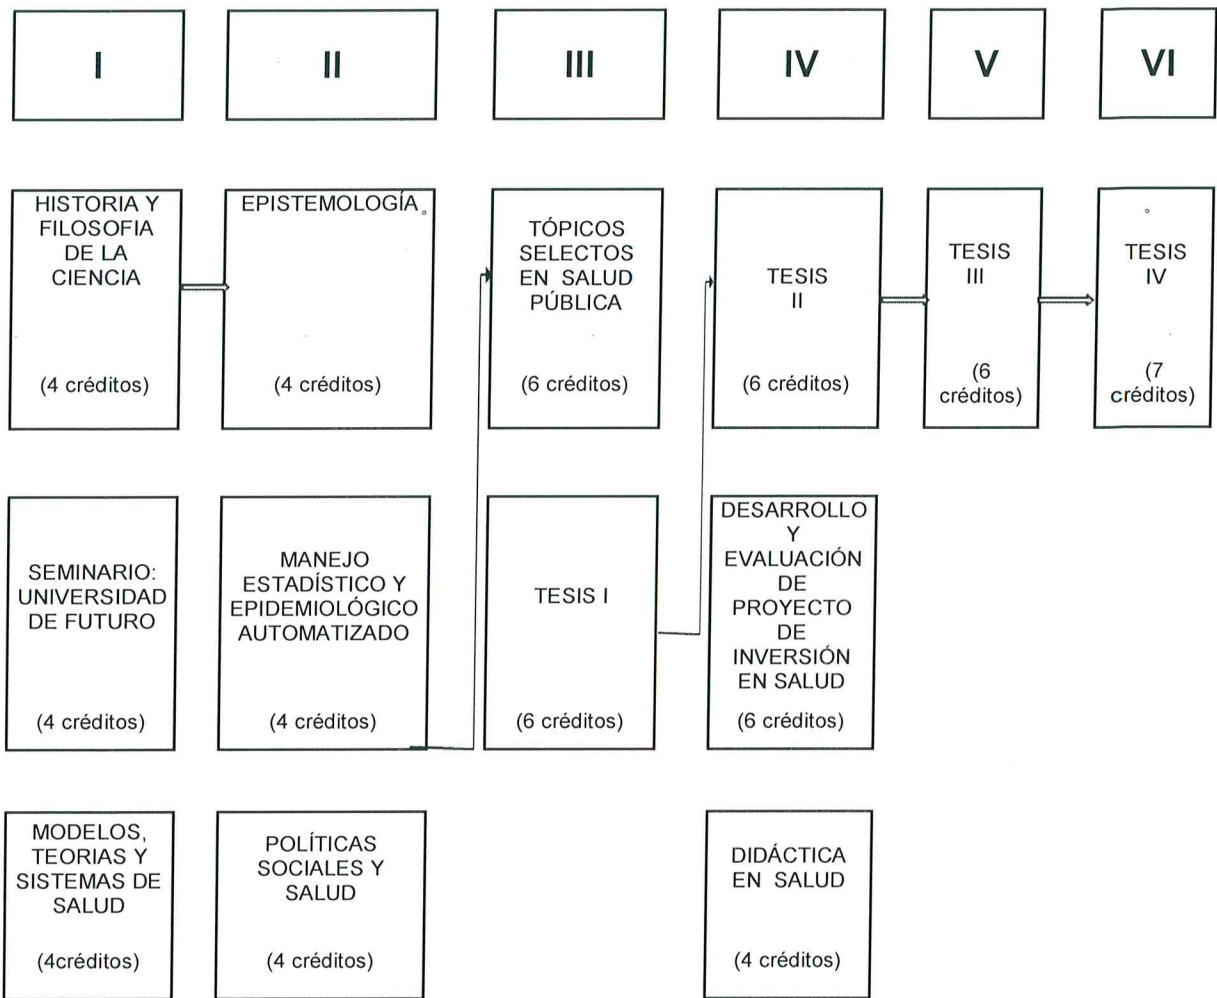 I
II
III
IV
V
VI
HISTORIA Y
FILOSOFIA
DE LA
CIENCIA
(4 créditos)
EPISTEMOLOGÍA
(4 créditos)
TÓPICOS
SELECTOS
EN SALUD
PÚBLICA
(6 créditos)
TESIS
II
(6 créditos)
TESIS
III
(6
créditos)
TESIS
IV
(7
créditos)
SEMINARIO:
UNIVERSIDAD
DE FUTURO
(4 créditos)
MANEJO
ESTADÍSTICO Y
EPIDEMIOLÓGICO
AUTOMATIZADO
(4 créditos)
TESIS I
(6 créditos)
DESARROLLO
Y
EVALUACIÓN
DE
PROYECTO
DE
INVERSIÓN
EN SALUD
(6 créditos)
MODELOS,
TEORIAS Y
SISTEMAS DE
SALUD
(4créditos)
POLÍTICAS
SOCIALES Y
SALUD
(4 créditos)
DIDÁCTICA
EN SALUD
(4 créditos)